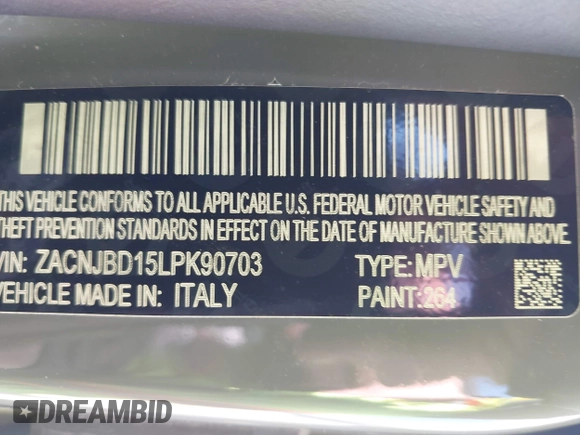 THIS VEHICLE CONFORMS TO ALL APPLICABLE U.S. FEDERAL MOTOR VEHICLE SAFETY AND
THEFT PREVENTION STANDARDS IN EFFECT ON THE DATE OF MANUFACTURE SHOWN ABOVE.
VIN: ZACNJBD15LPK90703 TYPE: MPV
VEHICLE MADE IN: ITALY PAINT: 264
DREAMBID